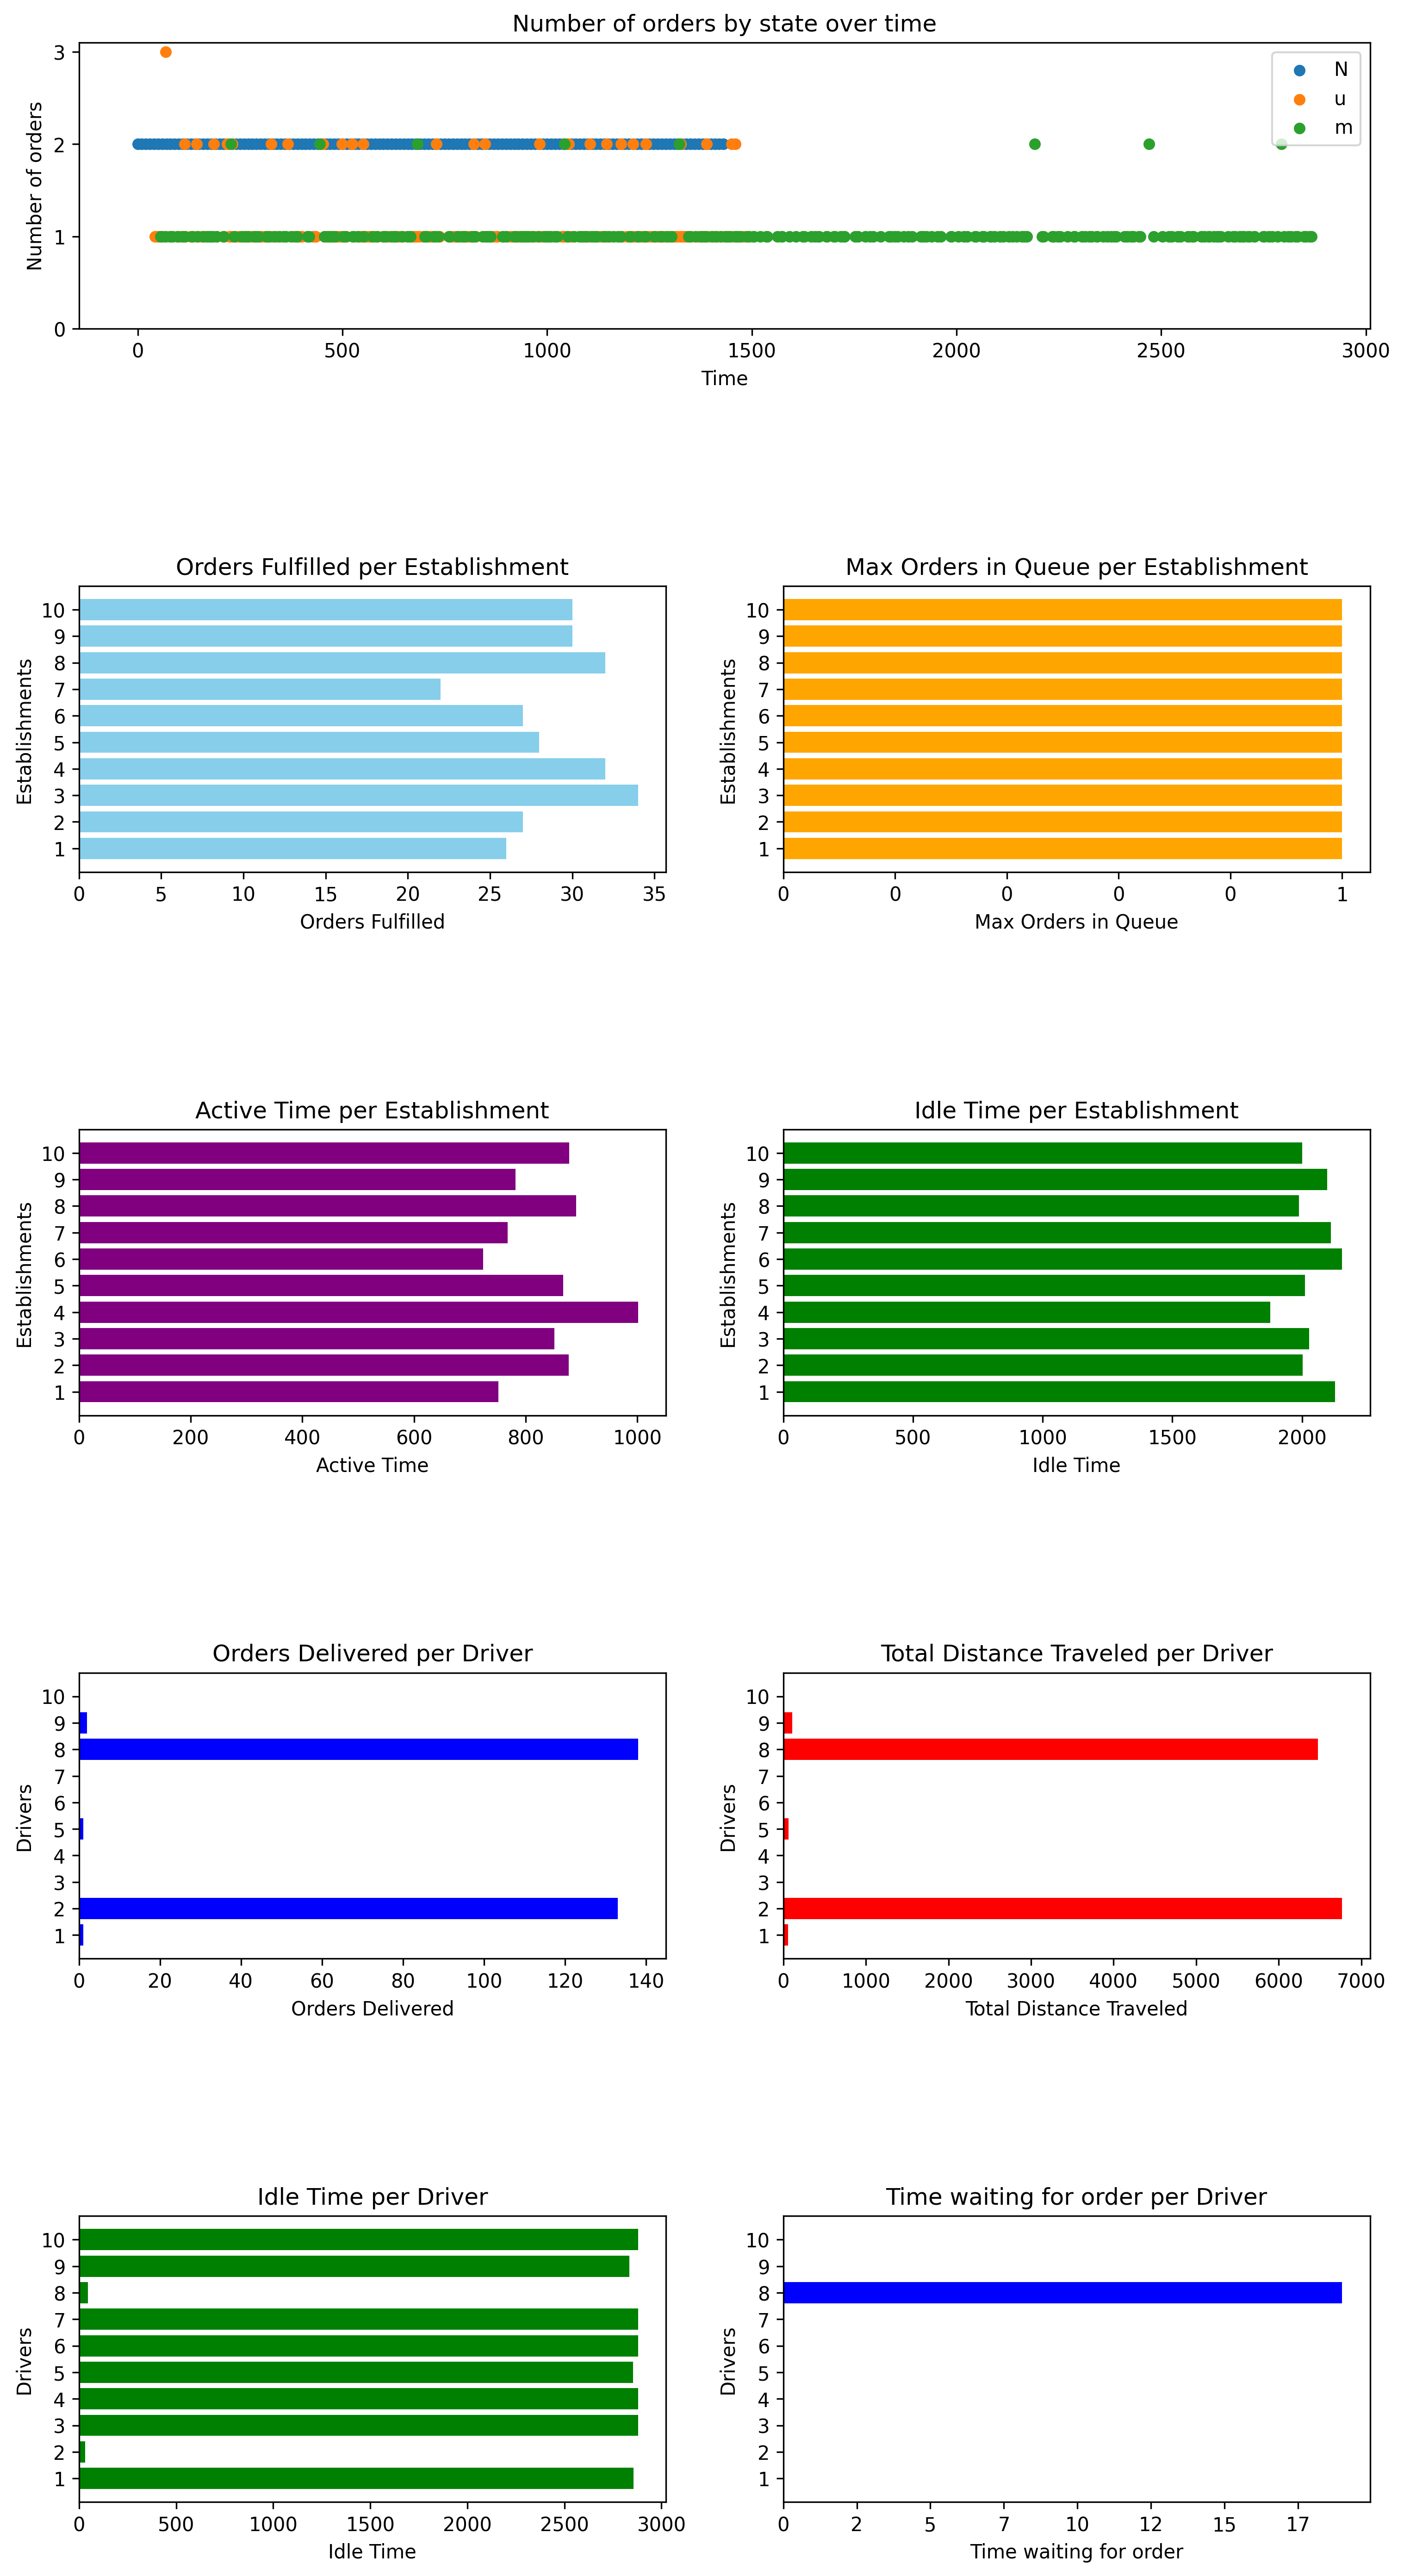 Number of orders by state over time
Number of orders
3
2
1
0
N
u
m
0 500 1000 1500 2000 2500 3000
Time
Orders Fulfilled per Establishment
Establishments
10
9
8
7
6
5
4
3
2
1
0 5 10 15 20 25 30 35
Orders Fulfilled
Max Orders in Queue per Establishment
Establishments
10
9
8
7
6
5
4
3
2
1
0 0 0 0 0 1
Max Orders in Queue
Active Time per Establishment
Establishments
10
9
8
7
6
5
4
3
2
1
0 200 400 600 800 1000
Active Time
Idle Time per Establishment
Establishments
10
9
8
7
6
5
4
3
2
1
0 500 1000 1500 2000
Idle Time
Orders Delivered per Driver
Drivers
10
9
8
7
6
5
4
3
2
1
0 20 40 60 80 100 120 140
Orders Delivered
Total Distance Traveled per Driver
Drivers
10
9
8
7
6
5
4
3
2
1
0 1000 2000 3000 4000 5000 6000 7000
Total Distance Traveled
Idle Time per Driver
Drivers
10
9
8
7
6
5
4
3
2
1
0 500 1000 1500 2000 2500 3000
Idle Time
Time waiting for order per Driver
Drivers
10
9
8
7
6
5
4
3
2
1
0 2 5 7 10 12 15 17
Time waiting for order